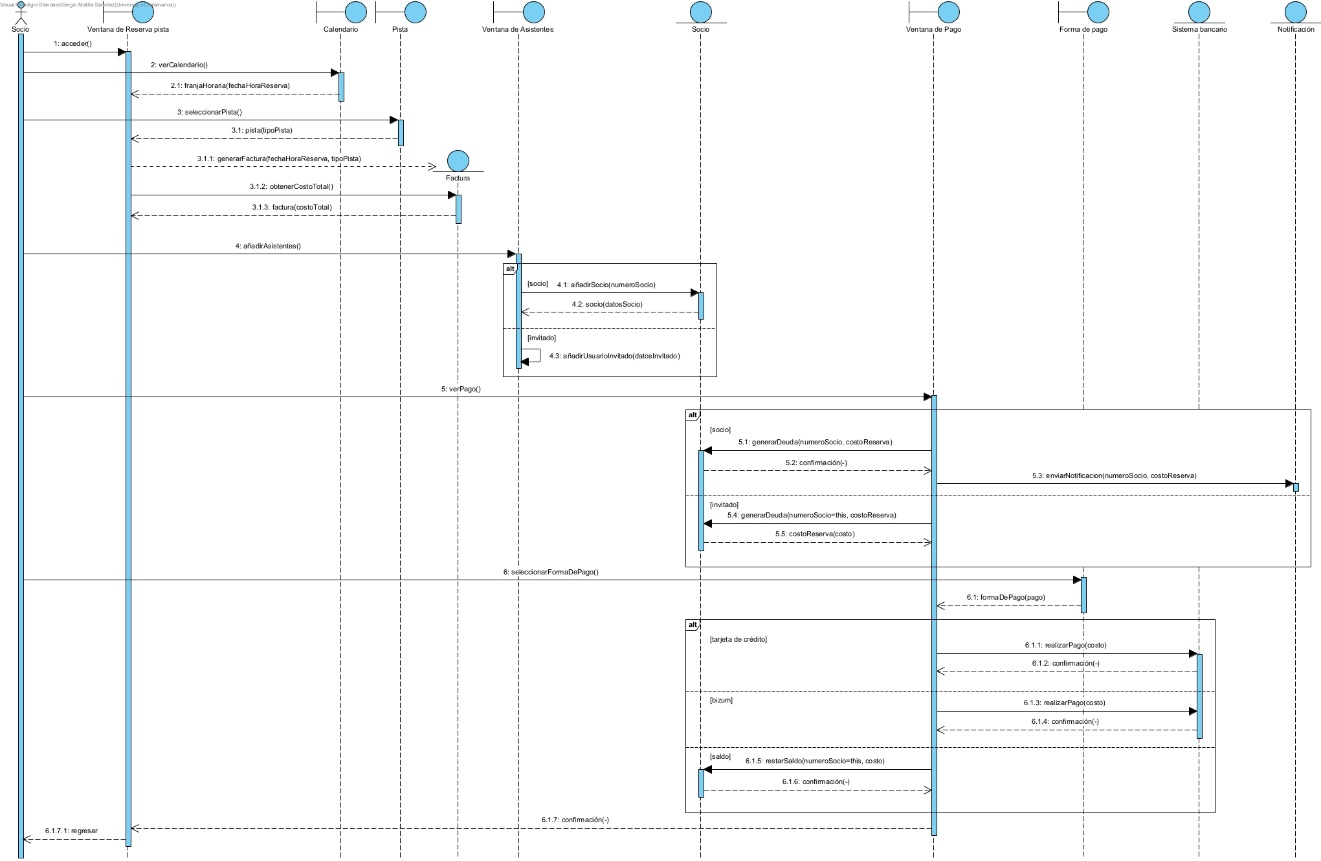 Socio
Ventana de Reserva pista
Calendario
Pista
Ventana de Asistentes
Socio
Ventana de Pago
Forma de pago
Sistema bancario
Notificación
1: acceder()
2: verCalendario()
2.1: franjaHoraria(fechaHoraReserva)
3: seleccionarPista()
3.1: pista(tipoPista)
3.1.1: generarFactura(fechaHoraReserva, tipoPista)
Factura
3.1.2: obtenerCostoTotal()
3.1.3: factura(costoTotal)
4: añadirAsistentes()
alt
[socio]
4.1: añadirSocio(numeroSocio)
4.2: socio(datosSocio)
[invitado]
4.3: añadirUsuarioInvitado(datosInvitado)
5: verPago()
alt
[socio]
5.1: generarDeuda(numeroSocio, costoReserva)
5.2: confirmación(-)
5.3: enviarNotificacion(numeroSocio, costoReserva)
[invitado]
5.4: generarDeuda(numeroSocio=this, costoReserva)
5.5: costoReserva(costo)
6: seleccionarFormaDePago()
6.1: formaDePago(pago)
alt
[tarjeta de crédito]
6.1.1: realizarPago(costo)
6.1.2: confirmación(-)
[bizum]
6.1.3: realizarPago(costo)
6.1.4: confirmación(-)
[saldo]
6.1.5: restarSaldo(numeroSocio=this, costo)
6.1.6: confirmación(-)
6.1.7: confirmación(-)
6.1.7.1: regresar